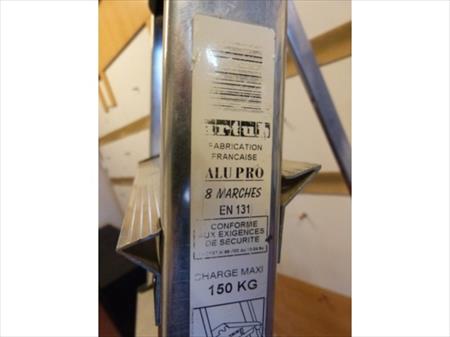 FABRICATION
FRANCAISE
ALU PRO
8 MARCHES
EN 131
CONFORME
AUX EXIGENCES
DE SECURITE
CHARGE MAXI
150 KG